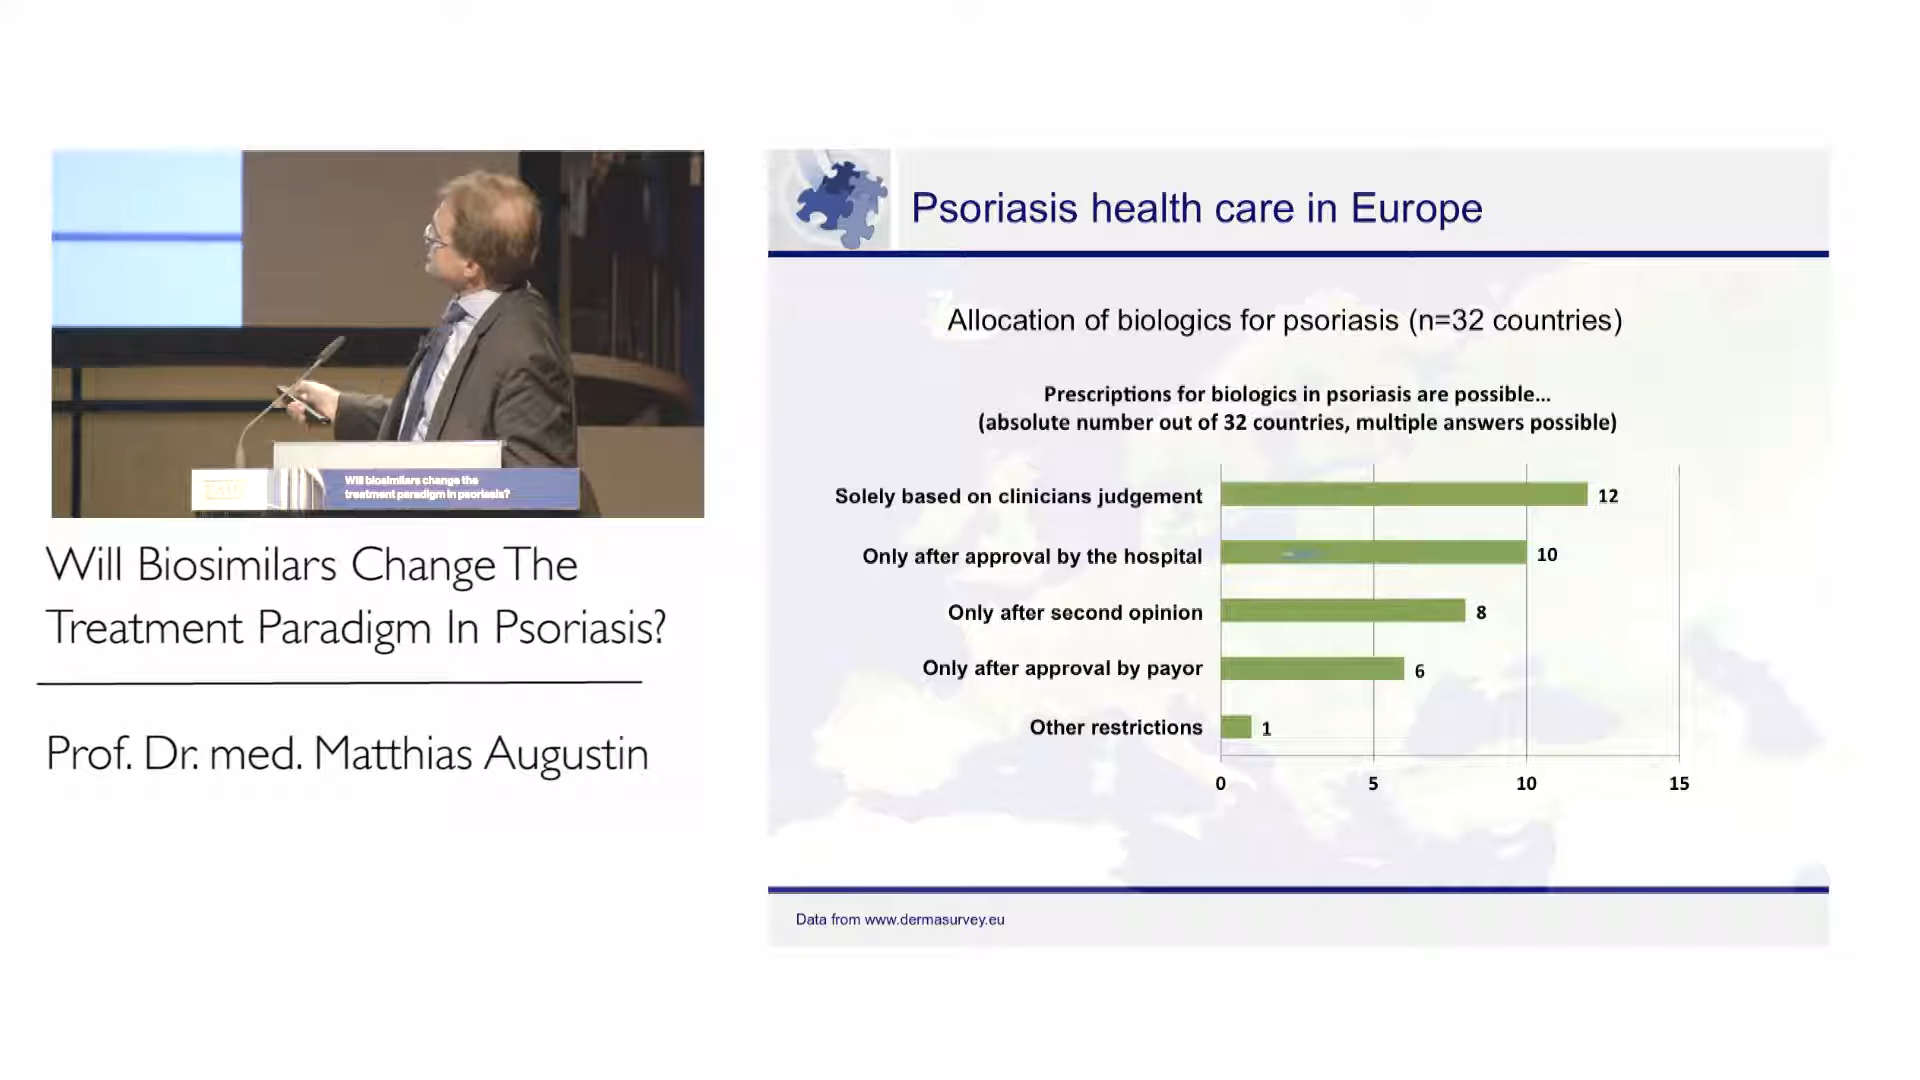 Will biosimilars change the
treatment paradigm in psoriasis?
Will Biosimilars Change The
Treatment Paradigm In Psoriasis?
Prof. Dr. med. Matthias Augustin
Psoriasis health care in Europe
Allocation of biologics for psoriasis (n=32 countries)
Prescriptions for biologics in psoriasis are possible...
(absolute number out of 32 countries, multiple answers possible)
Solely based on clinicians judgement 12
Only after approval by the hospital 10
Only after second opinion 8
Only after approval by payor 6
Other restrictions 1
0 5 10 15
Data from www.dermasurvey.eu